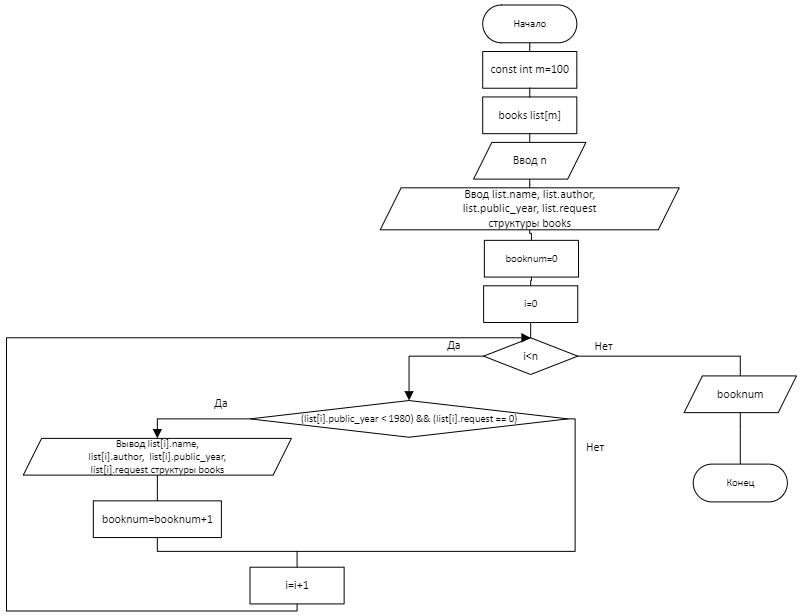 Начало
const int m=100
books list[m]
Ввод n
Ввод list.name, list.author,
list.public_year, list.request
структуры books
booknum=0
i=0
i<n
Да
Нет
booknum
Конец
(list[i].public_year < 1980) && (list[i].request == 0)
Да
Нет
Вывод list[i].name,
list[i].author, list[i].public_year,
list[i].request структуры books
booknum=booknum+1
i=i+1